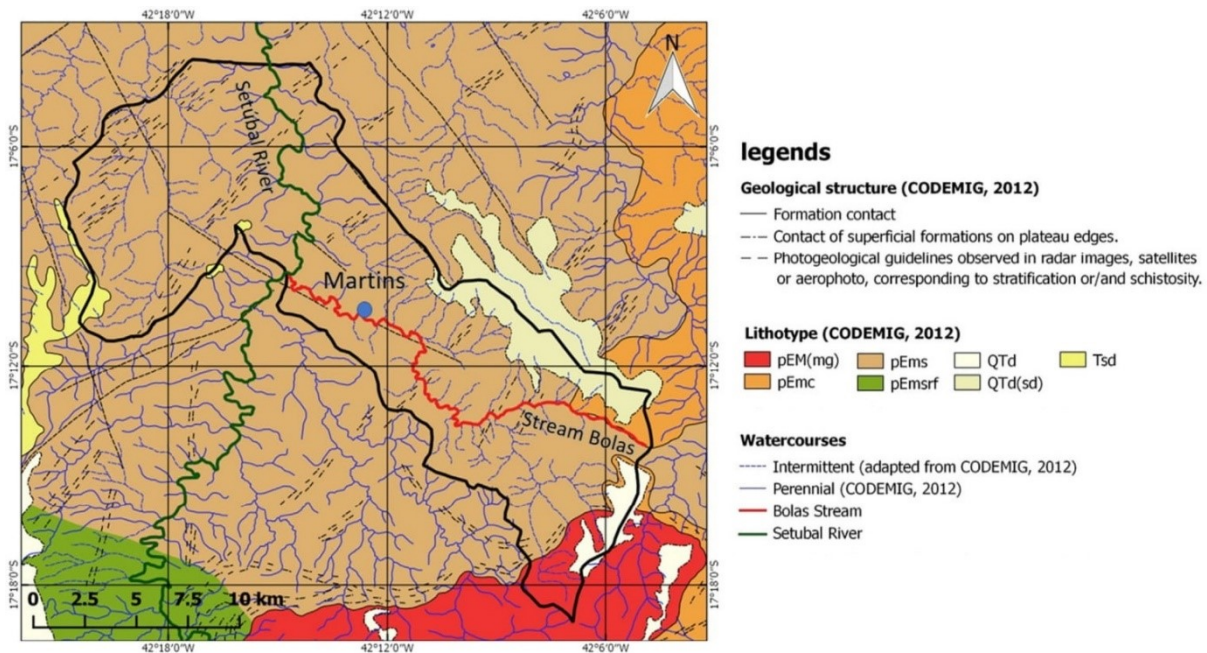 42°18'0"W 42°12'0"W 42°6'0"W
N
Setubal River
17°6'0"S
17°6'0"S
Martins
17°12'0"S
17°12'0"S
Stream Bolas
17°18'0"S
17°18'0"S
0 2.5 5 7.5 10 km
42°18'0"W 42°12'0"W 42°6'0"W
legends
Geological structure (CODEMIG, 2012)
Formation contact
Contact of superficial formations on plateau edges.
Photogeological guidelines observed in radar images, satellites
or aerophoto, corresponding to stratification or/and schistosity.
Lithotype (CODEMIG, 2012)
pEM(mg) pEms QTd Tsd
pEmc pEmsrf QTd(sd)
Watercourses
Intermittent (adapted from CODEMIG, 2012)
Perennial (CODEMIG, 2012)
Bolas Stream
Setubal River